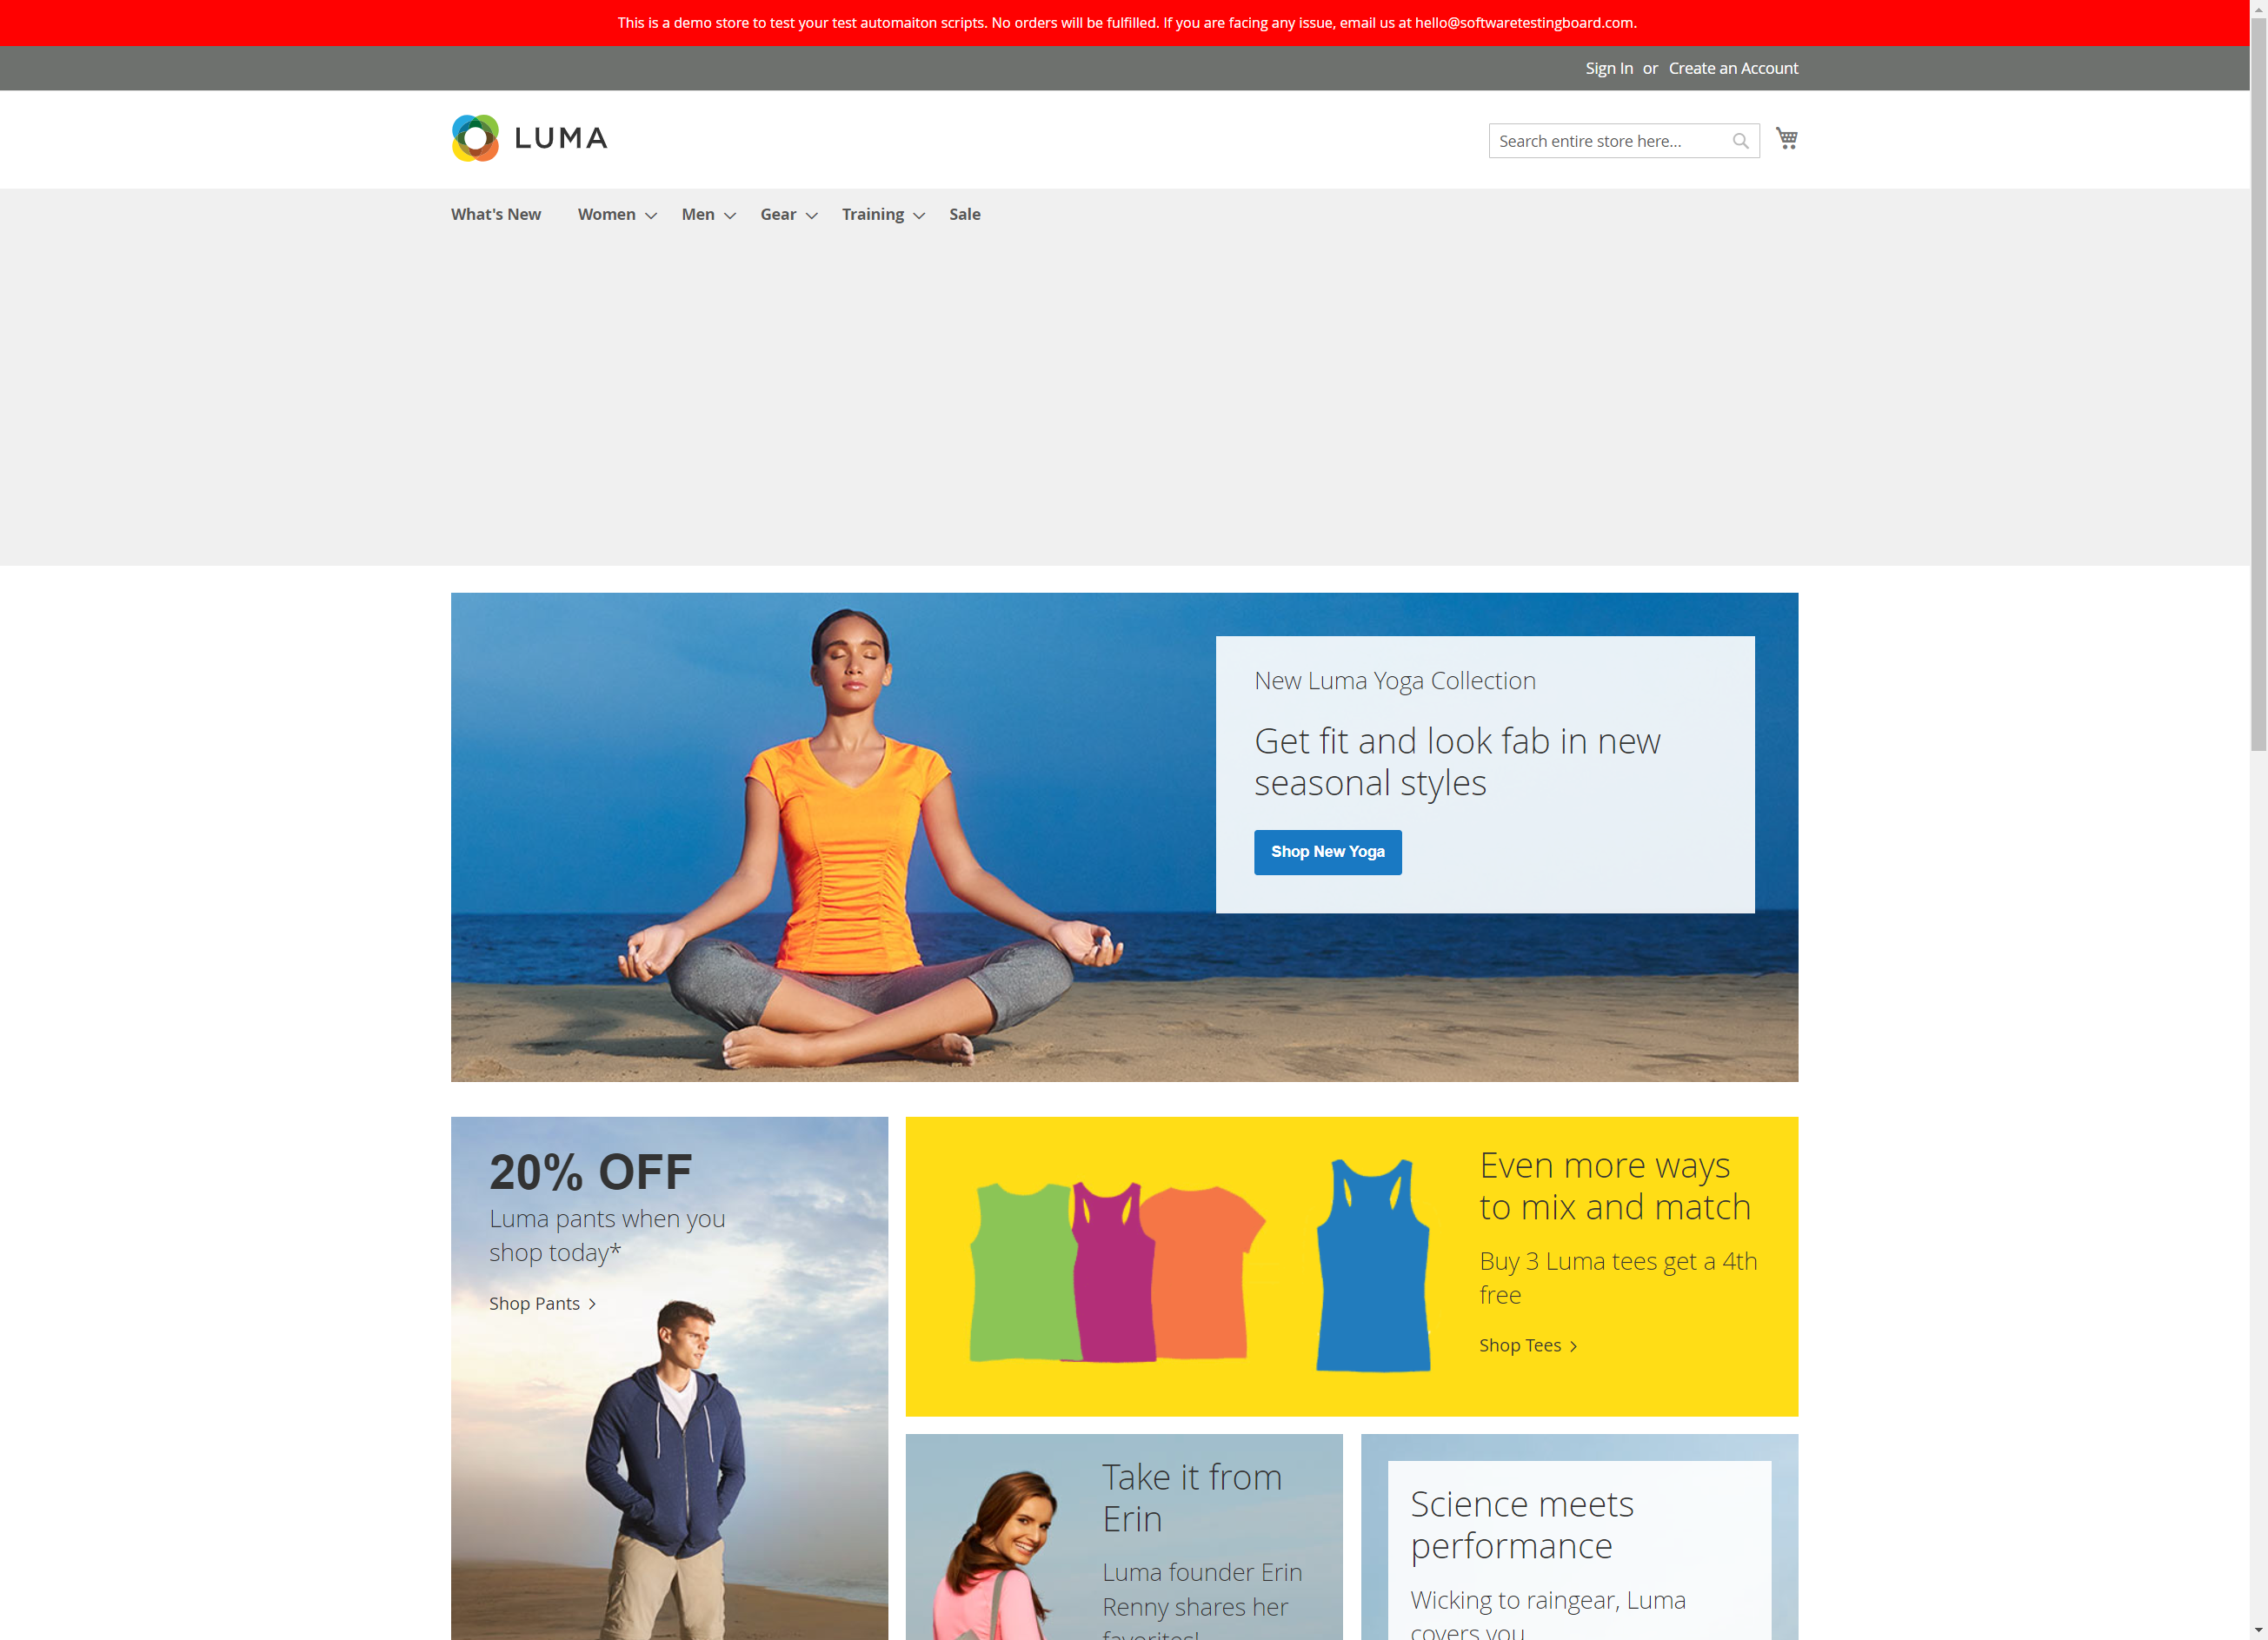 This is a demo store to test your test automaiton scripts. No orders will be fulfilled. If you are facing any issue, email us at hello@softwaretestingboard.com.
Sign In or Create an Account
LUMA
Search entire store here...
What's New Women Men Gear Training Sale
New Luma Yoga Collection
Get fit and look fab in new
seasonal styles
Shop New Yoga
20% OFF
Luma pants when you
shop today*
Shop Pants
Even more ways
to mix and match
Buy 3 Luma tees get a 4th
free
Shop Tees
Take it from
Erin
Luma founder Erin
Renny shares her
favorites!
Science meets
performance
Wicking to raingear, Luma
covers you